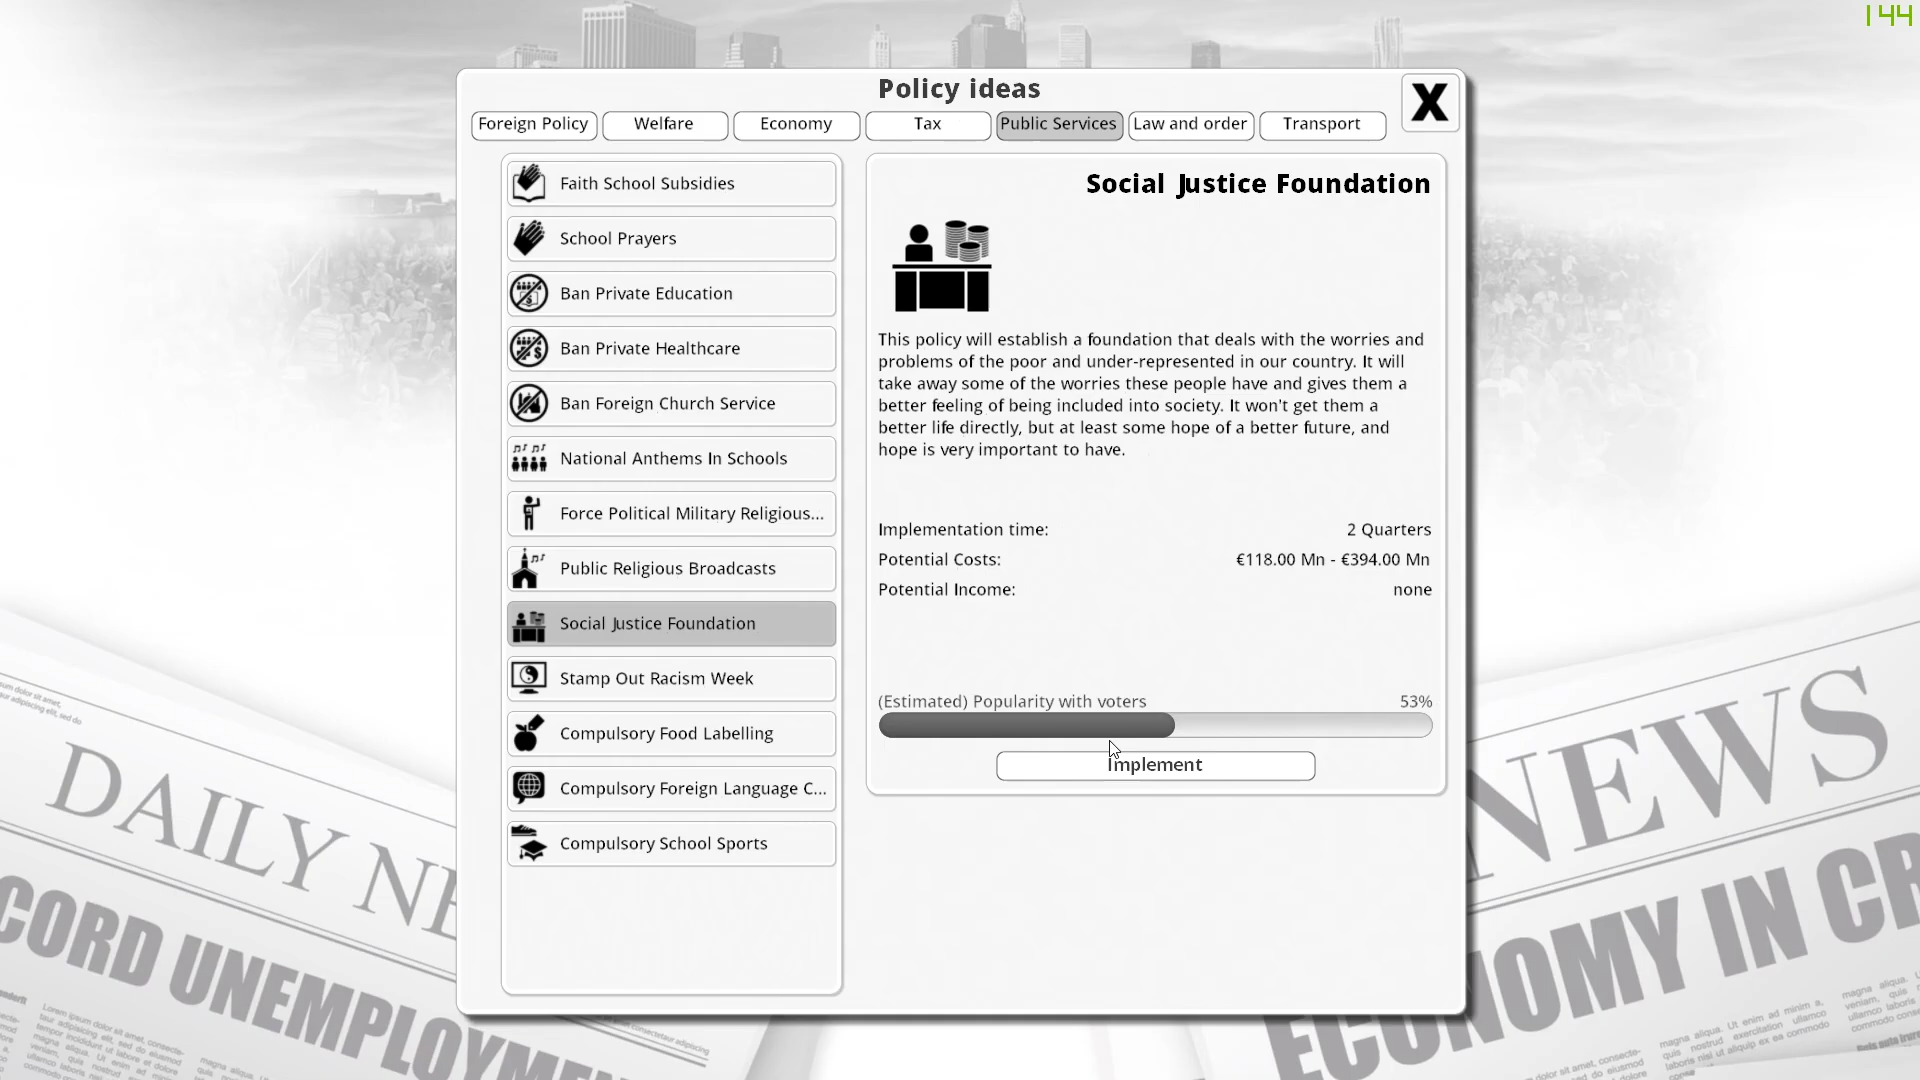 144
Policy ideas
X
Foreign Policy
Welfare
Economy
Tax
Public Services
Law and order
Transport
Faith School Subsidies
School Prayers
Ban Private Education
Ban Private Healthcare
Ban Foreign Church Service
National Anthems In Schools
Force Political Military Religious...
Public Religious Broadcasts
Social Justice Foundation
Stamp Out Racism Week
Compulsory Food Labelling
Compulsory Foreign Language C...
Compulsory School Sports
Social Justice Foundation
This policy will establish a foundation that deals with the worries and
problems of the poor and under-represented in our country. It will
take away some of the worries these people have and gives them a
better feeling of being included into society. It won't get them a
better life directly, but at least some hope of a better future, and
hope is very important to have.
Implementation time: 2 Quarters
Potential Costs: €118.00 Mn - €394.00 Mn
Potential Income: none
(Estimated) Popularity with voters 53%
Implement
DAILY NE
CORD UNEMPLOYME
NEWS
ECONOMY IN CR